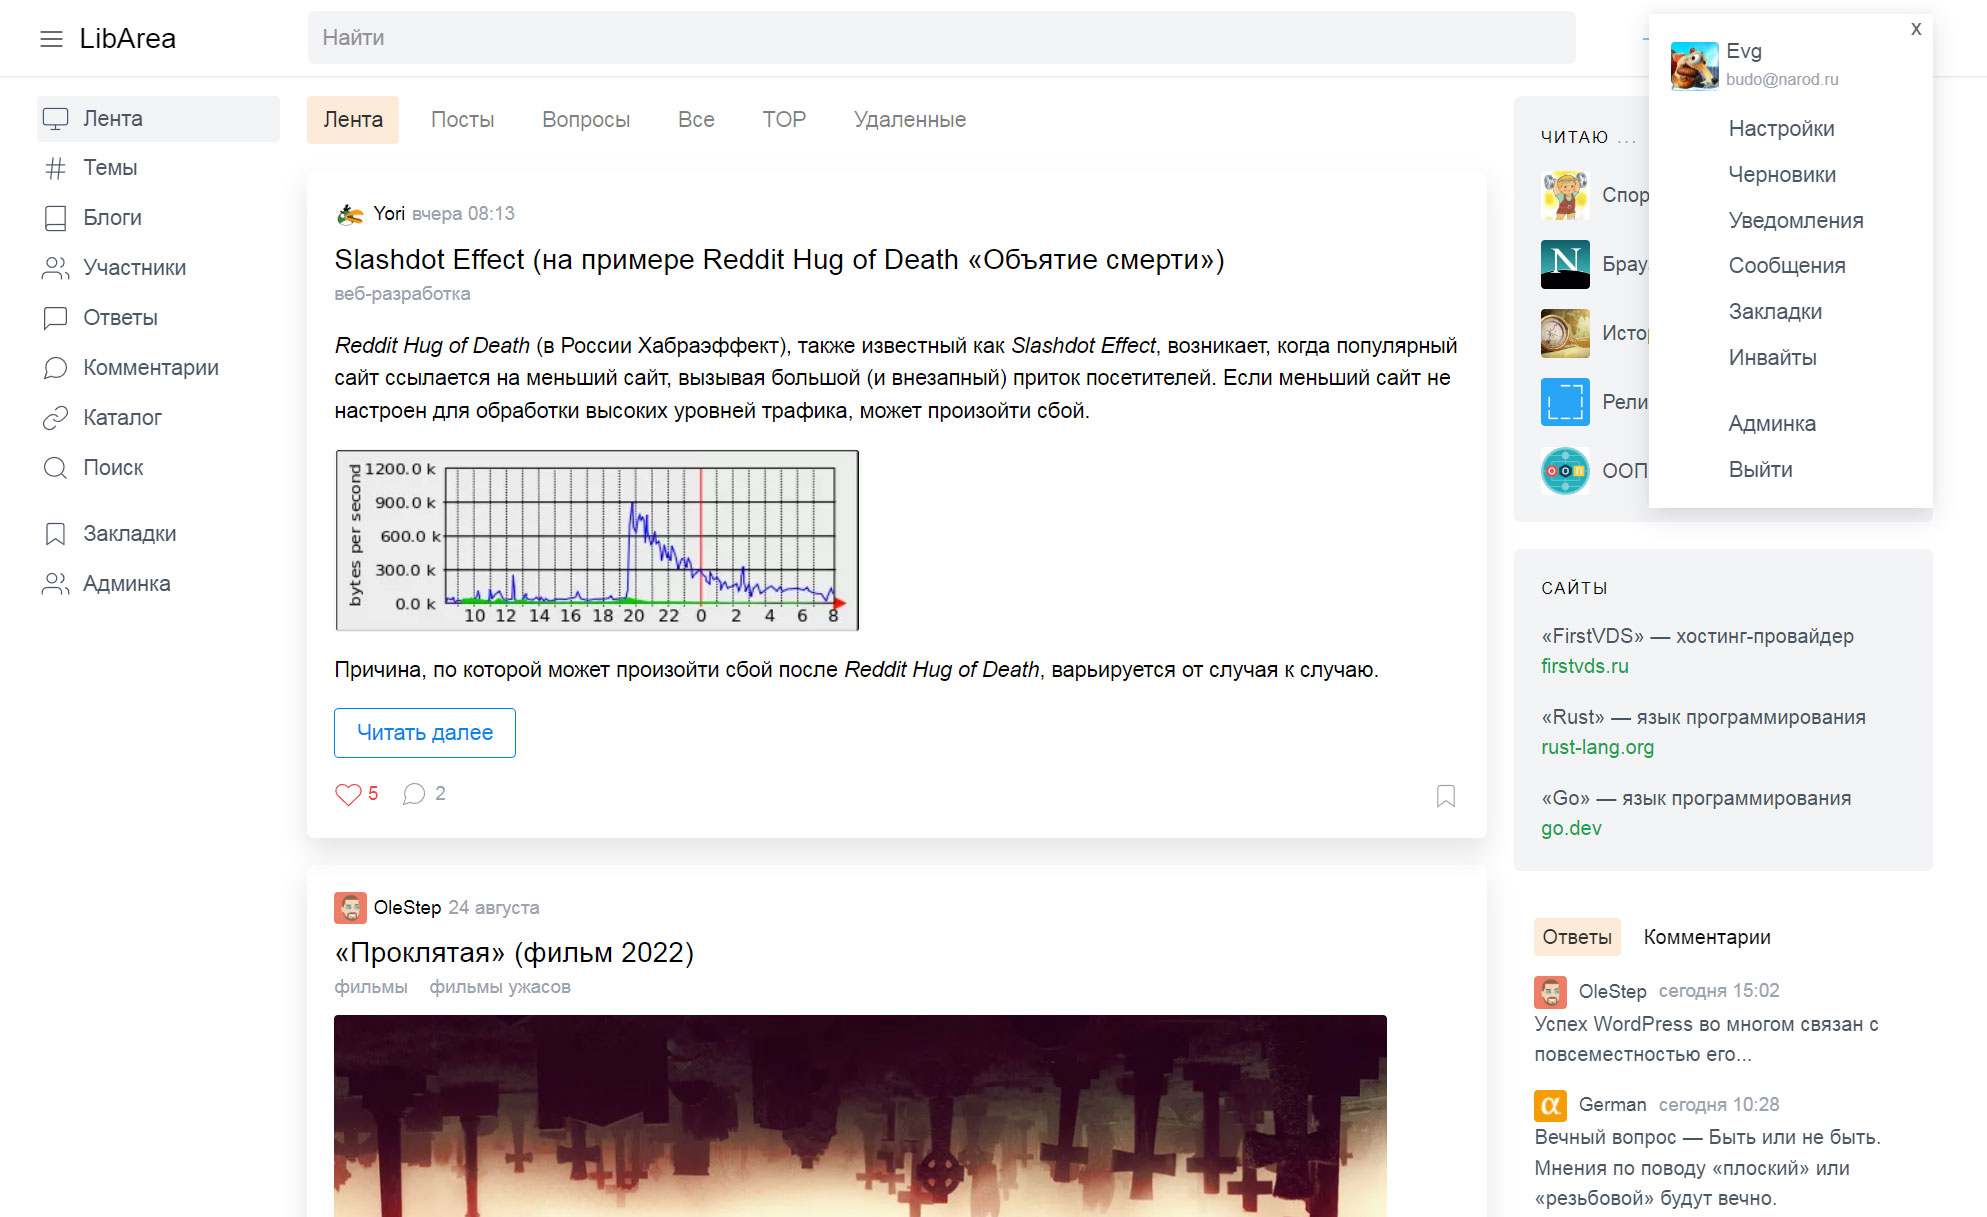 LibArea
Найти
Лента
Темы
Блоги
Участники
Ответы
Комментарии
Каталог
Поиск
Закладки
Админка
Лента Посты Вопросы Все TOP Удаленные
Yori вчера 08:13
Slashdot Effect (на примере Reddit Hug of Death «Объятие смерти»)
веб-разработка
Reddit Hug of Death (в России Хабраэффект), также известный как Slashdot Effect, возникает, когда популярный
сайт ссылается на меньший сайт, вызывая большой (и внезапный) приток посетителей. Если меньший сайт не
настроен для обработки высоких уровней трафика, может произойти сбой.
bytes per second
1200.0 k
900.0 k
600.0 k
300.0 k
0.0 k
10 12 14 16 18 20 22 0 2 4 6 8
Причина, по которой может произойти сбой после Reddit Hug of Death, варьируется от случая к случаю.
Читать далее
5 2
OleStep 24 августа
«Проклятая» (фильм 2022)
фильмы фильмы ужасов
X
Evg
budo@narod.ru
Настройки
Черновики
Уведомления
Сообщения
Закладки
Инвайты
Админка
Выйти
ЧИТАЮ ...
Спор
N
Брау
Исто
Рели
ООП
ООП
САЙТЫ
«FirstVDS» — хостинг-провайдер
firstvds.ru
«Rust» — язык программирования
rust-lang.org
«Go» — язык программирования
go.dev
Ответы Комментарии
OleStep сегодня 15:02
Успех WordPress во многом связан с
повсеместностью его...
α German сегодня 10:28
Вечный вопрос — Быть или не быть.
Мнения по поводу «плоский» или
«резьбовой» будут вечно.